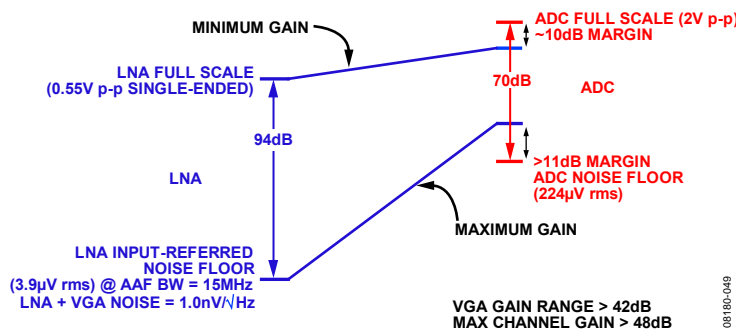 MINIMUM GAIN
ADC FULL SCALE (2V p-p)
~10dB MARGIN
LNA FULL SCALE
(0.55V p-p SINGLE-ENDED)
70dB
ADC
94dB
LNA
>11dB MARGIN
ADC NOISE FLOOR
(224µV rms)
MAXIMUM GAIN
LNA INPUT-REFERRED
NOISE FLOOR
(3.9µV rms) @ AAF BW = 15MHz
LNA + VGA NOISE = 1.0nV/√Hz
VGA GAIN RANGE > 42dB
MAX CHANNEL GAIN > 48dB
08180-049